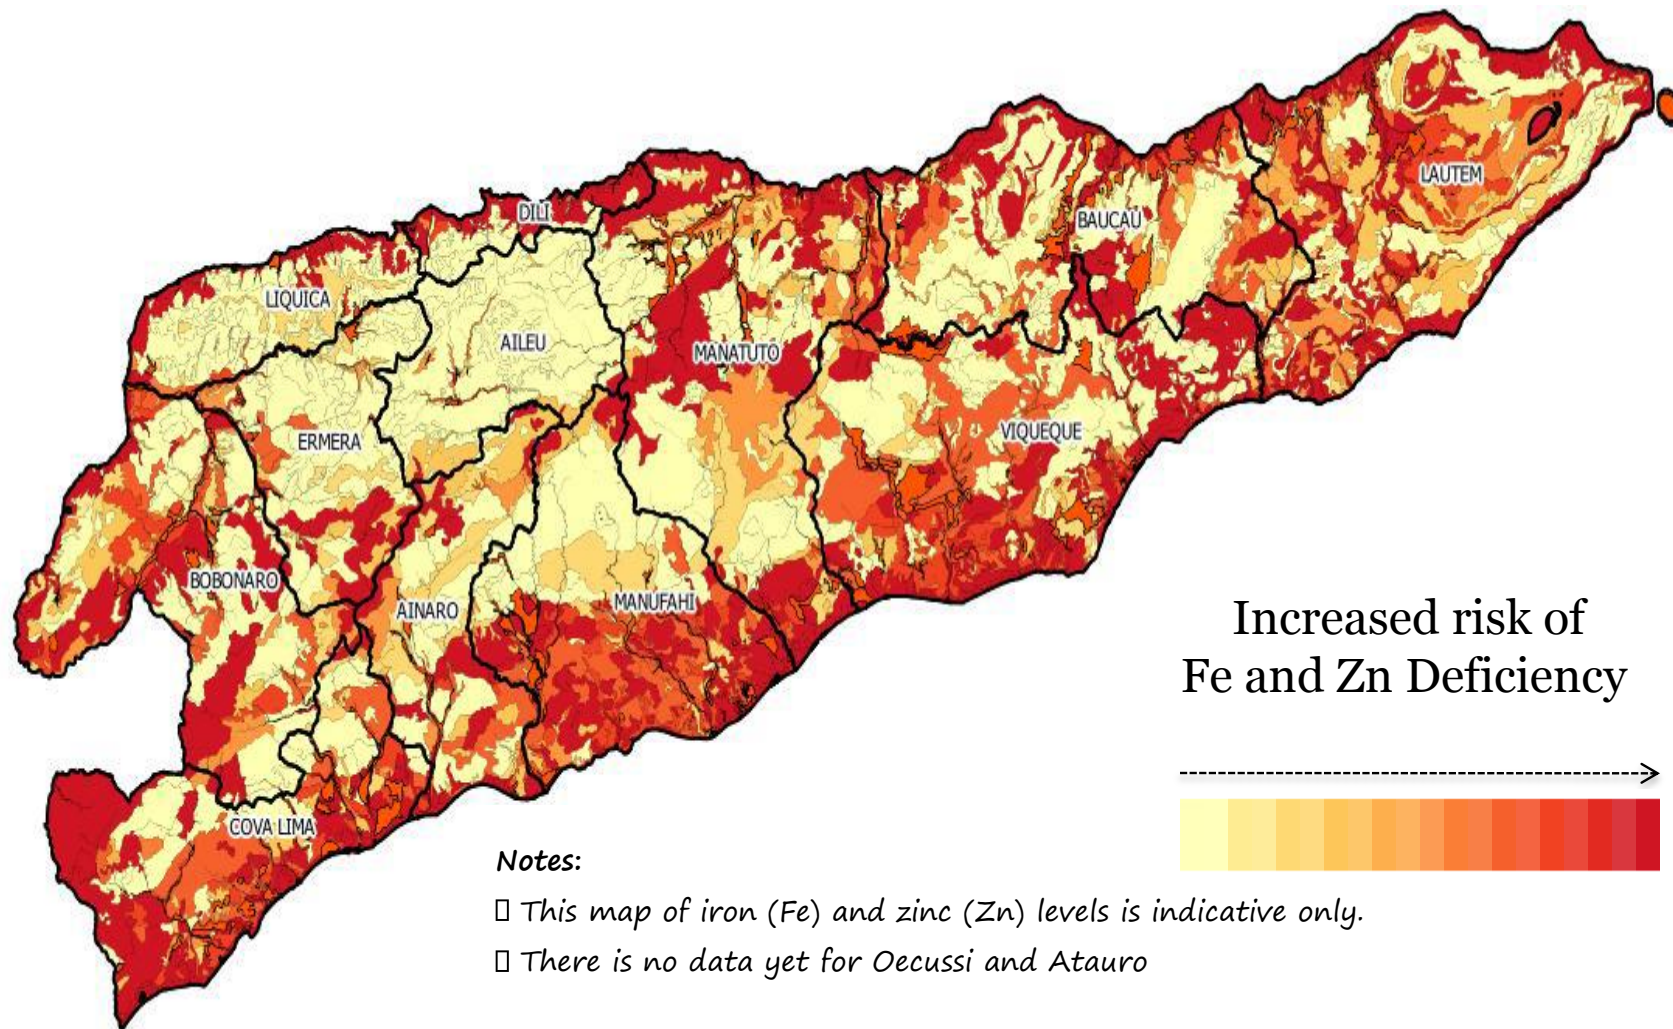 LAUTEM
DILI
BAUCAU
LIQUICA
AILEU
MANATUTO
ERMERA
VIQUEQUE
BOBONARO
AINARO
MANUFAHI
Increased risk of
Fe and Zn Deficiency
COVA LIMA
Notes:
▯ This map of iron (Fe) and zinc (Zn) levels is indicative only.
▯ There is no data yet for Oecussi and Atauro